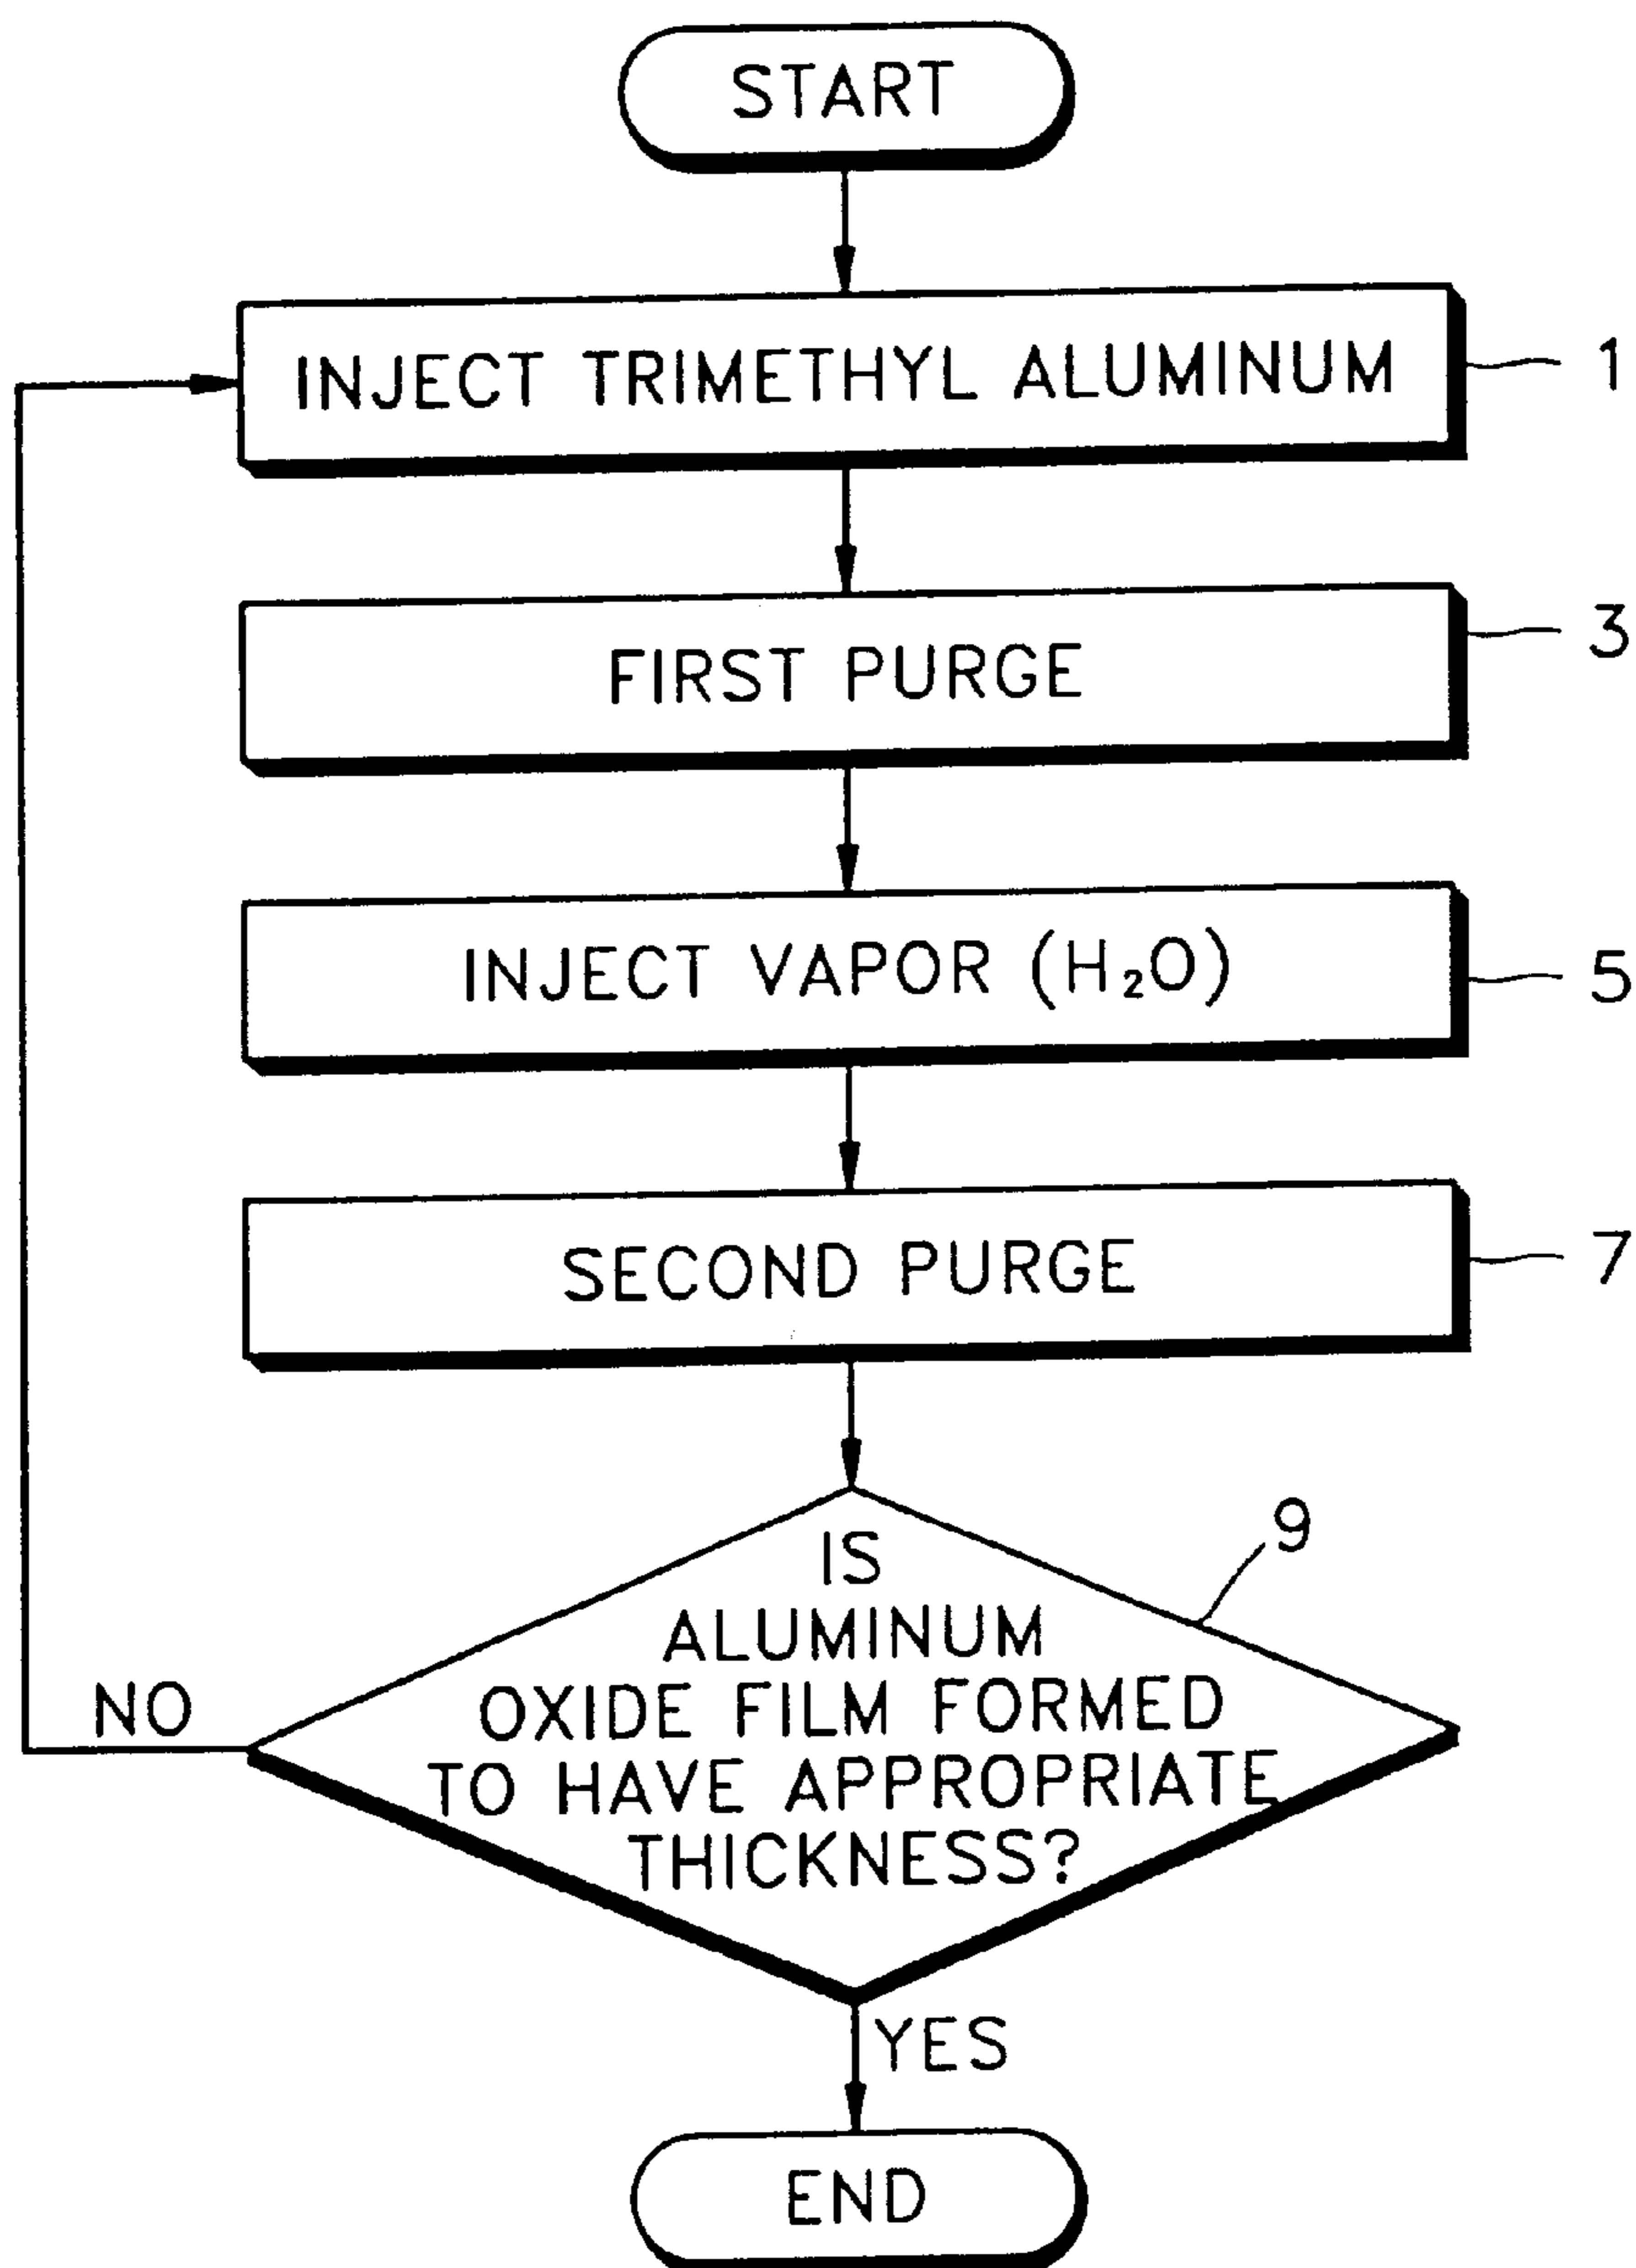 START
INJECT TRIMETHYL ALUMINUM
1
FIRST PURGE
3
INJECT VAPOR (H₂O)
5
SECOND PURGE
7
9
IS
ALUMINUM
OXIDE FILM FORMED
TO HAVE APPROPRIATE
THICKNESS?
NO
YES
END